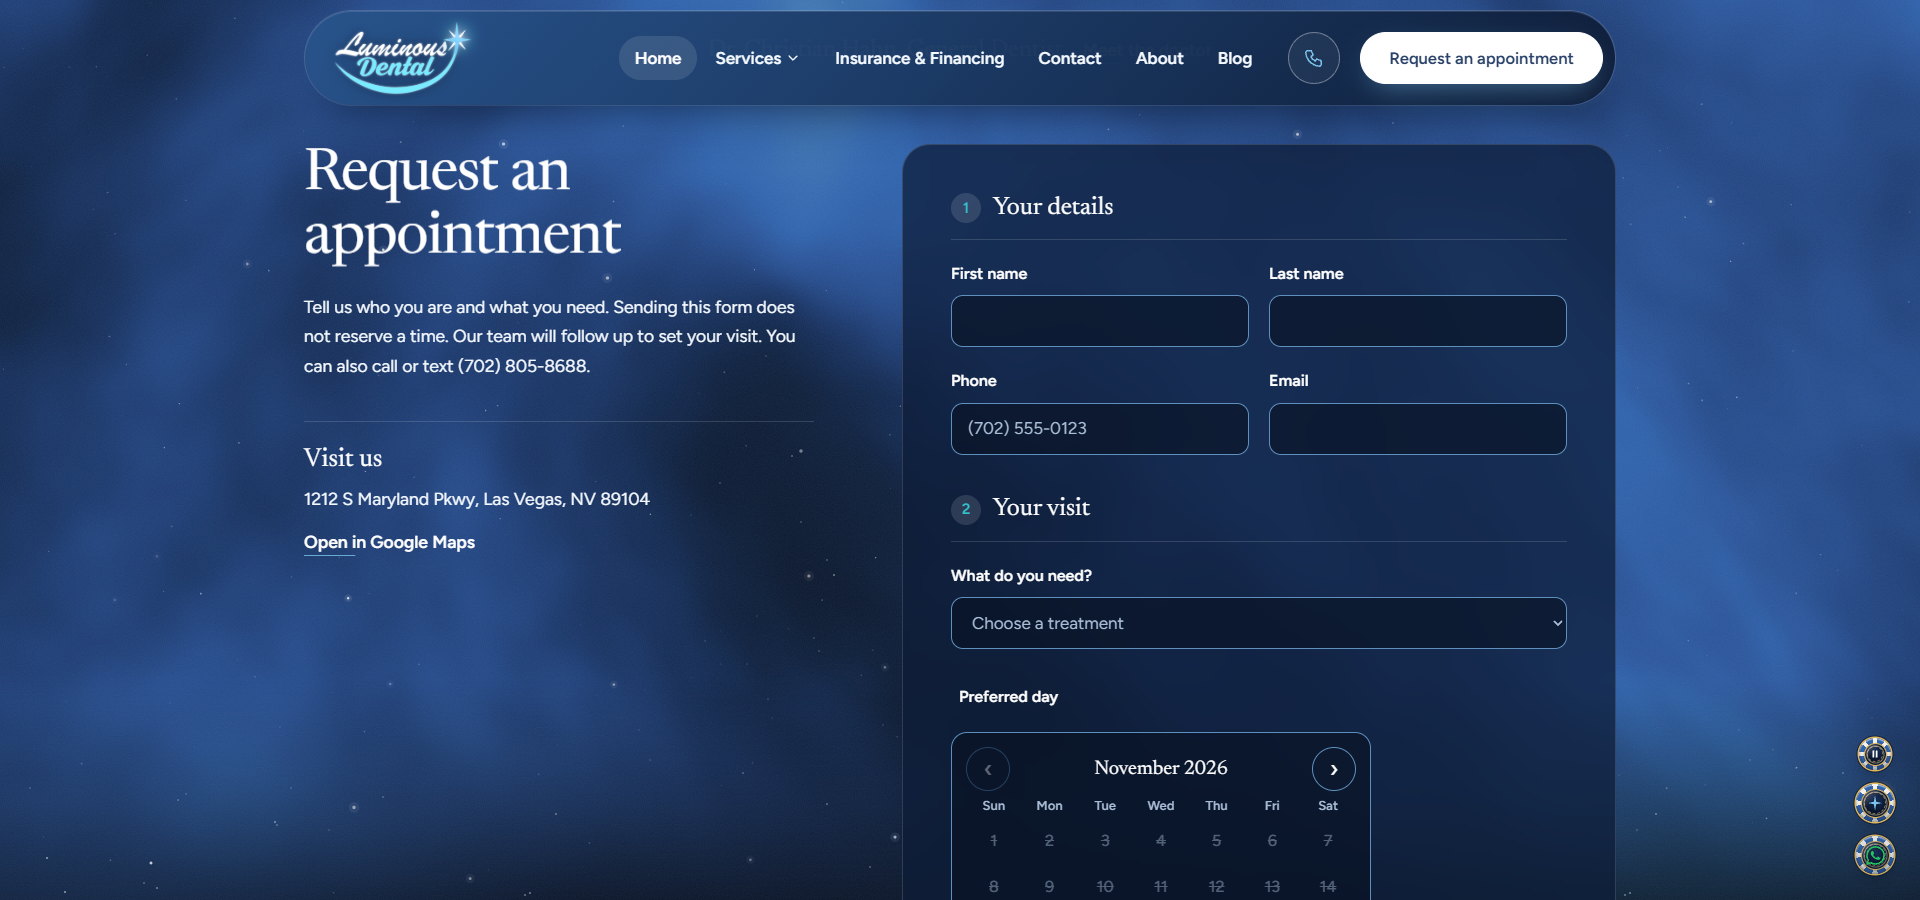 Luminous
Dental
Home
Services
Insurance & Financing
Contact
About
Blog
Request an appointment
Request an
appointment
Tell us who you are and what you need. Sending this form does
not reserve a time. Our team will follow up to set your visit. You
can also call or text (702) 805-8688.
Visit us
1212 S Maryland Pkwy, Las Vegas, NV 89104
Open in Google Maps
1 Your details
First name
Last name
Phone
Email
(702) 555-0123
2 Your visit
What do you need?
Choose a treatment
Preferred day
‹ November 2026 ›
Sun Mon Tue Wed Thu Fri Sat
1 2 3 4 5 6 7
8 9 10 11 12 13 14